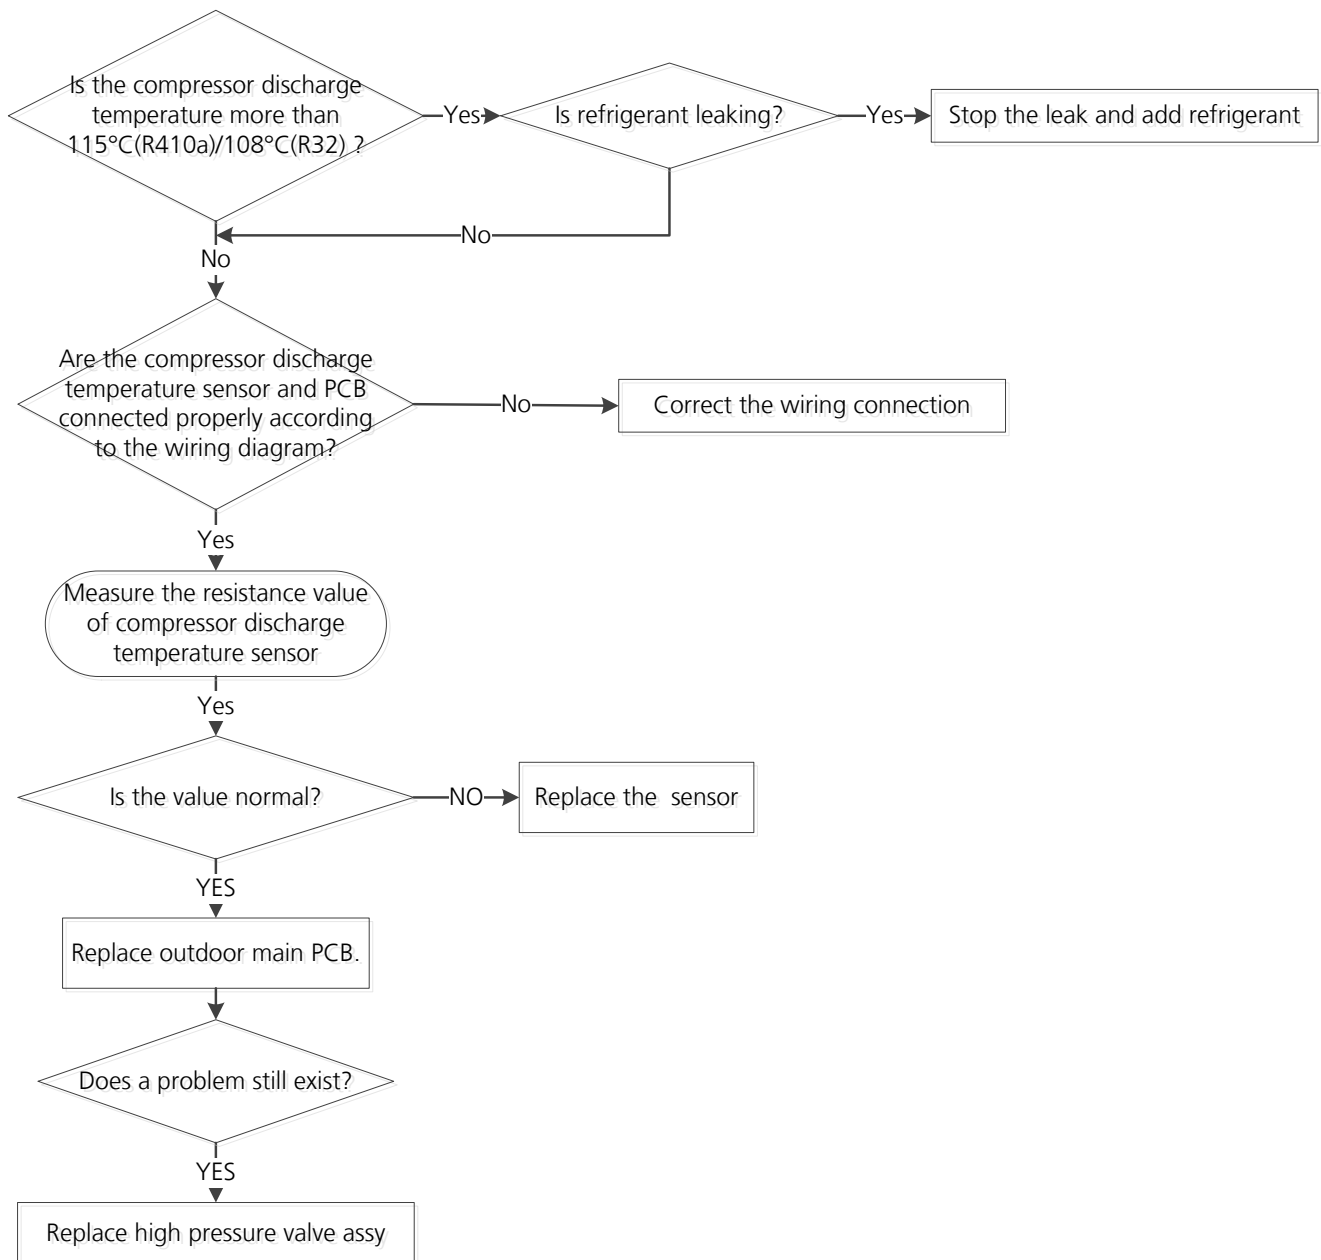 Is the compressor discharge
temperature more than
115°C(R410a)/108°C(R32) ?
Yes
Is refrigerant leaking?
Yes
Stop the leak and add refrigerant
No
No
Are the compressor discharge
temperature sensor and PCB
connected properly according
to the wiring diagram?
No
Correct the wiring connection
Yes
Measure the resistance value
of compressor discharge
temperature sensor
Yes
Is the value normal?
NO
Replace the  sensor
YES
Replace outdoor main PCB.
Does a problem still exist?
YES
Replace high pressure valve assy